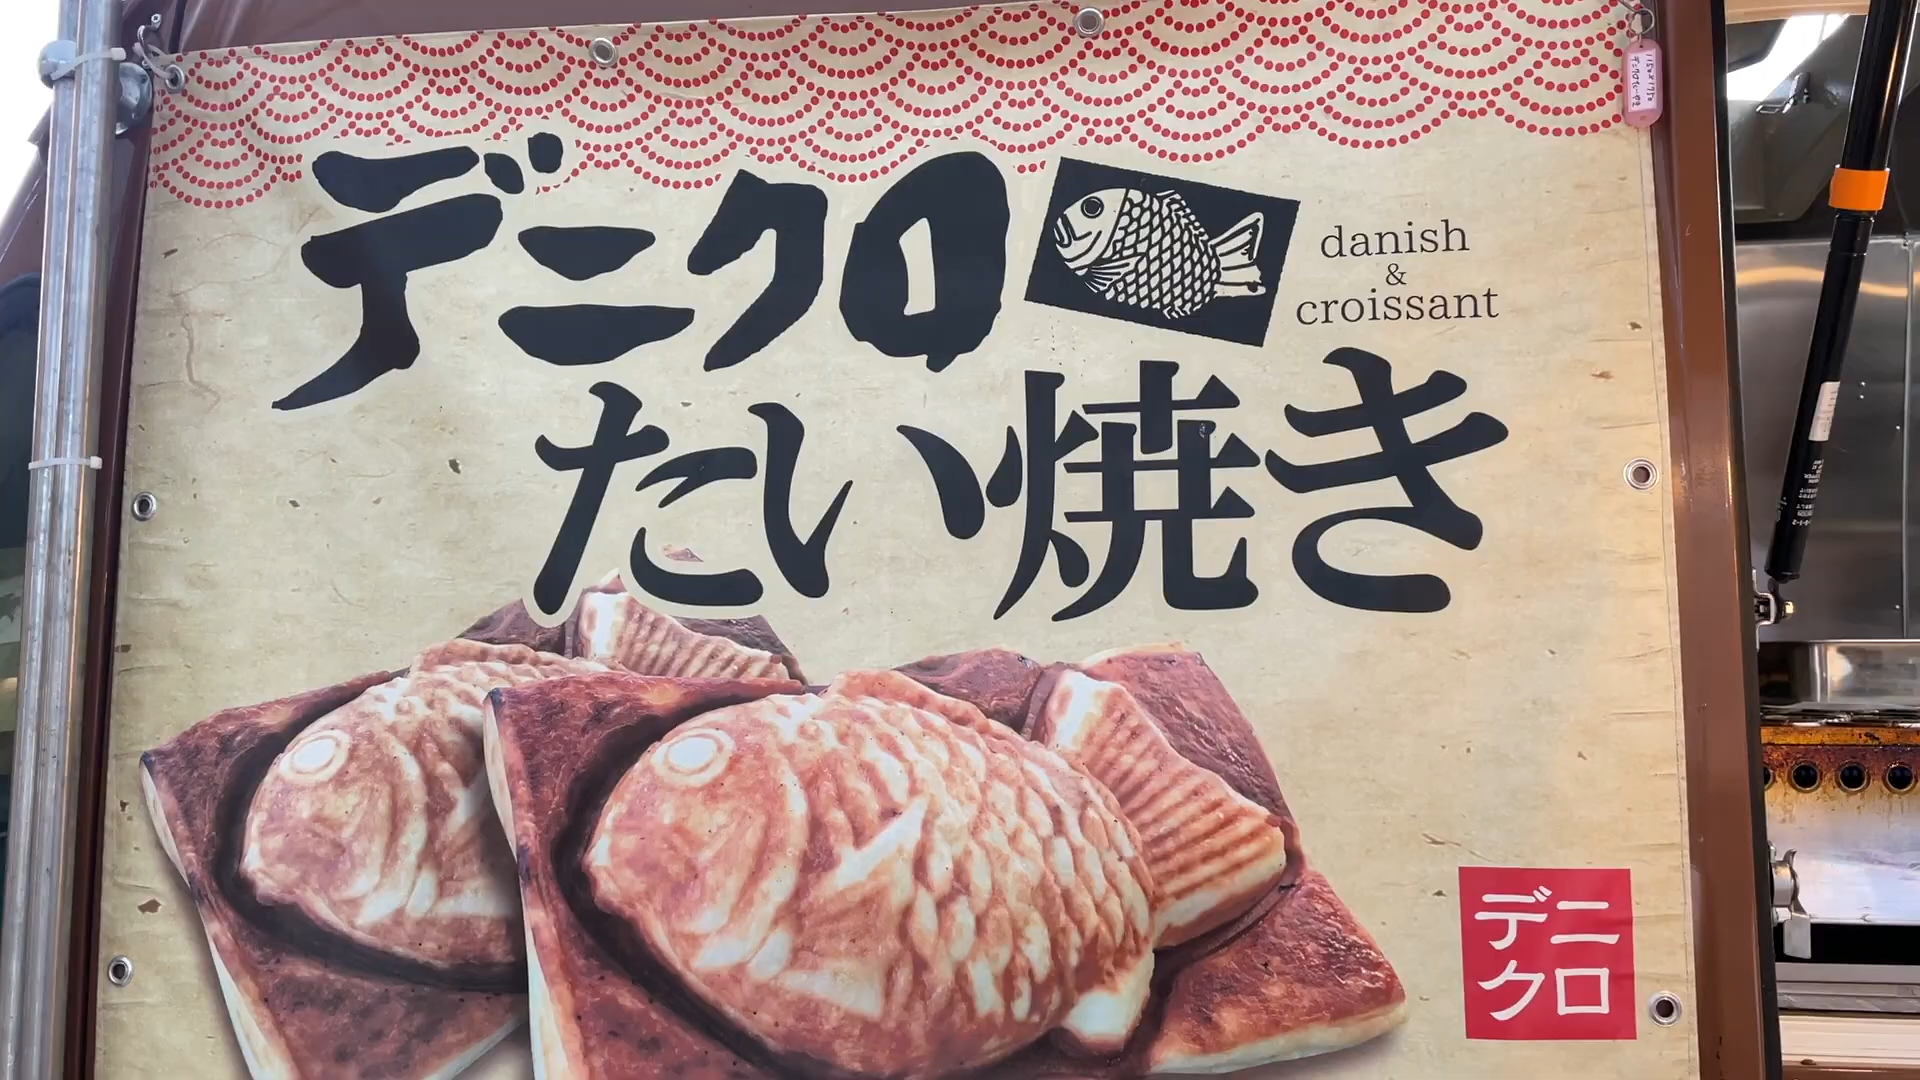 デニクロ
danish
&
croissant
たい焼き
デニ
クロ